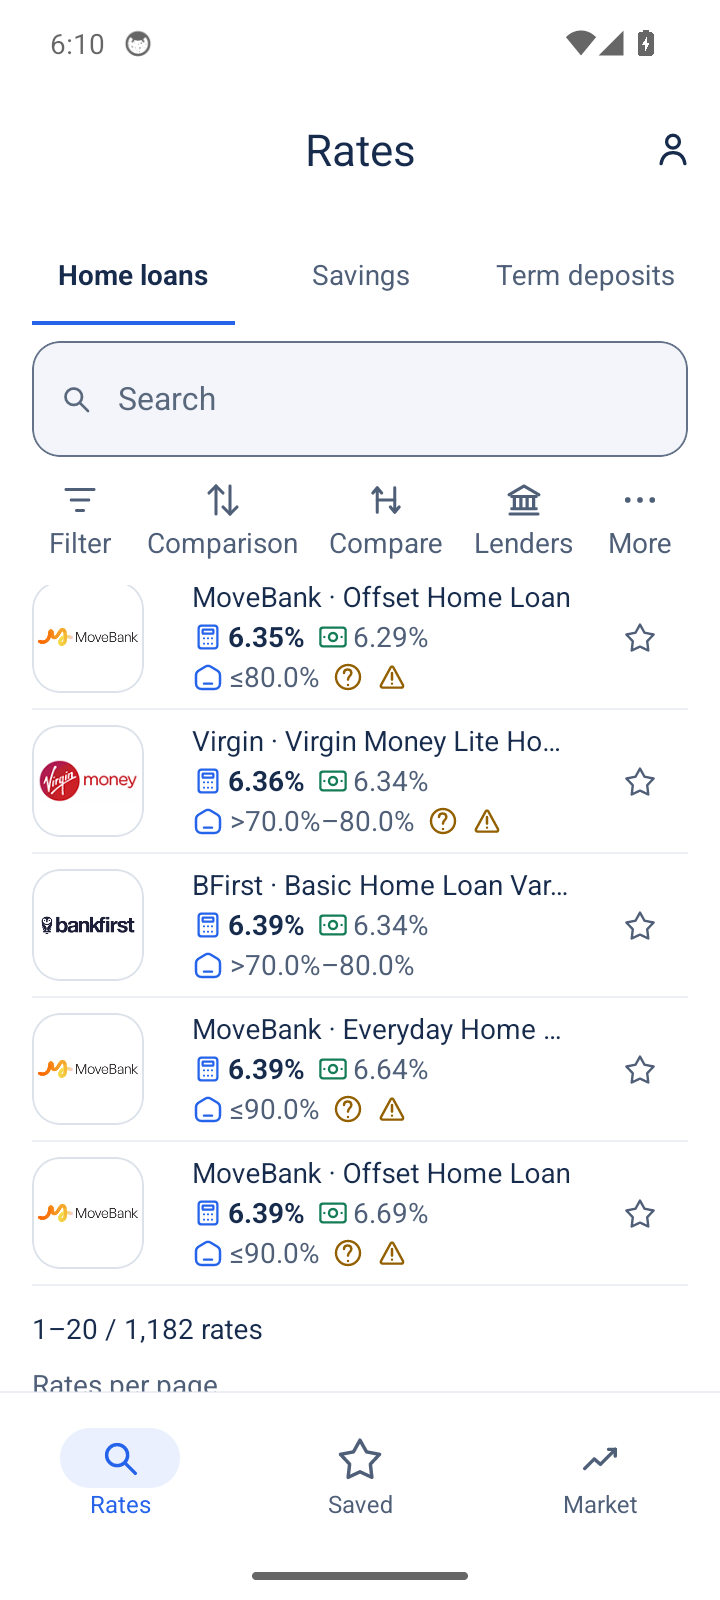 6:10
Rates
Home loans
Savings
Term deposits
Search
Filter
Comparison
Compare
Lenders
More
MoveBank
MoveBank · Offset Home Loan
6.35% 6.29%
≤80.0%
Virgin money
Virgin · Virgin Money Lite Ho...
6.36% 6.34%
>70.0%–80.0%
bankfirst
BFirst · Basic Home Loan Var...
6.39% 6.34%
>70.0%–80.0%
MoveBank
MoveBank · Everyday Home ...
6.39% 6.64%
≤90.0%
MoveBank
MoveBank · Offset Home Loan
6.39% 6.69%
≤90.0%
1–20 / 1,182 rates
Rates per page
Rates
Saved
Market